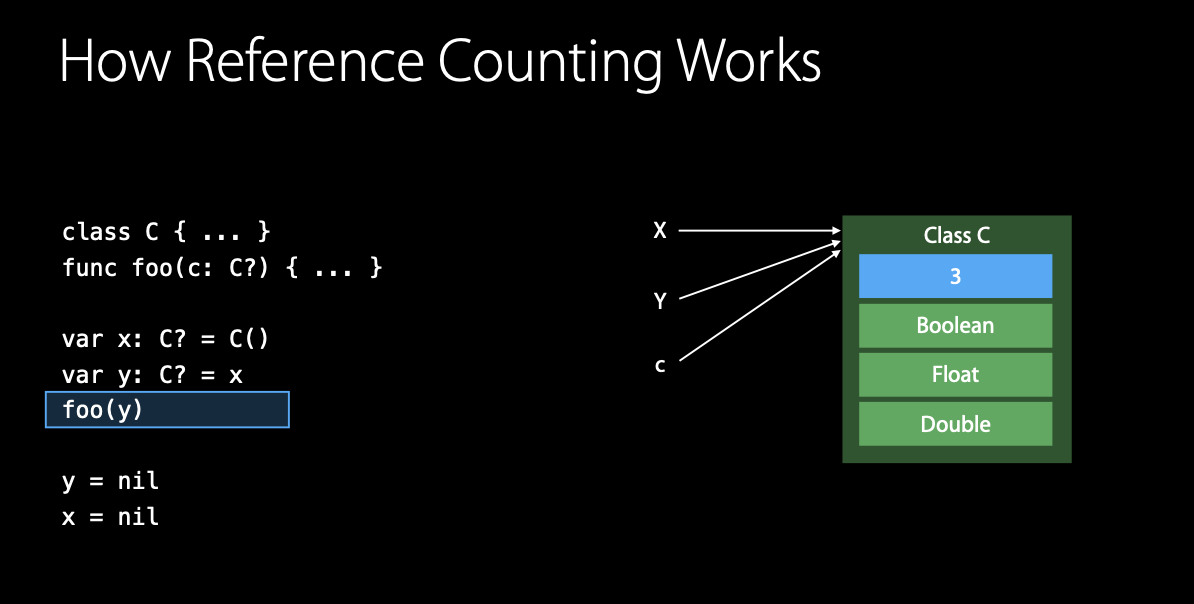 How Reference Counting Works
class C { ... }
func foo(c: C?) { ... }
var x: C? = C()
var y: C? = x
foo(y)
y = nil
x = nil
X
Y
c
Class C
3
Boolean
Float
Double